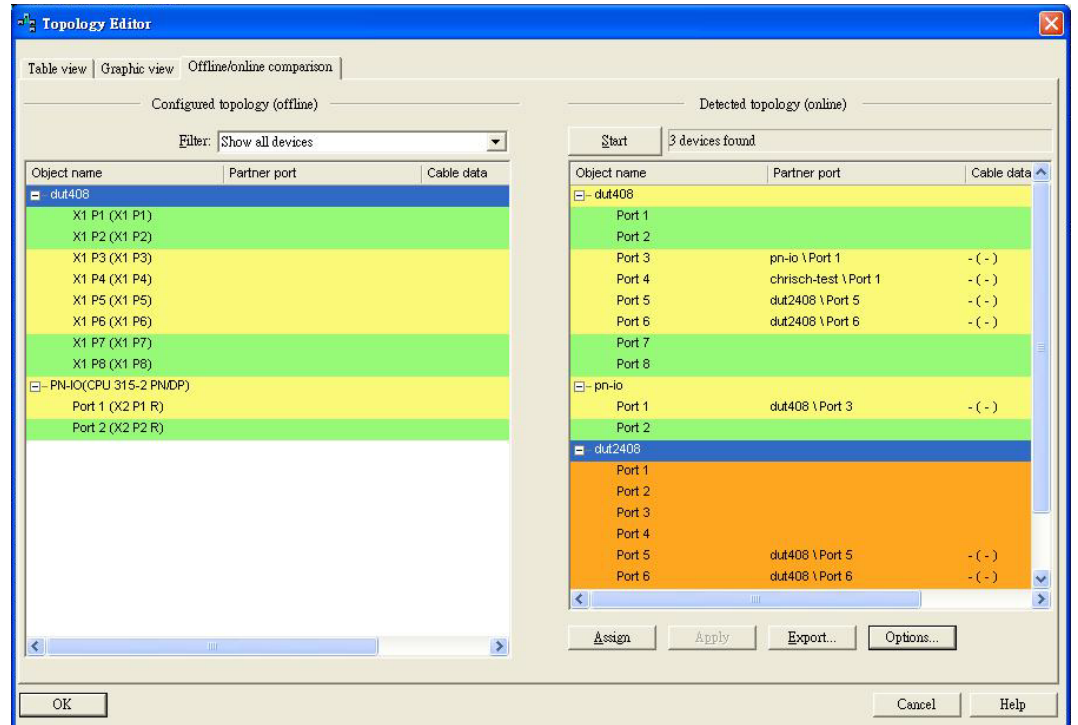 Topology Editor
Table view Graphic view Offline/online comparison
Configured topology (offline)
Filter: Show all devices
Object name Partner port Cable data
dut408
X1 P1 (X1 P1)
X1 P2 (X1 P2)
X1 P3 (X1 P3)
X1 P4 (X1 P4)
X1 P5 (X1 P5)
X1 P6 (X1 P6)
X1 P7 (X1 P7)
X1 P8 (X1 P8)
PN-IO(CPU 315-2 PN/DP)
Port 1 (X2 P1 R)
Port 2 (X2 P2 R)
Detected topology (online)
Start 3 devices found
Object name Partner port Cable data
dut408
Port 1
Port 2
Port 3 pn-io \ Port 1 - ( - )
Port 4 chrisch-test \ Port 1 - ( - )
Port 5 dut2408 \ Port 5 - ( - )
Port 6 dut2408 \ Port 6 - ( - )
Port 7
Port 8
pn-io
Port 1 dut408 \ Port 3 - ( - )
Port 2
dut2408
Port 1
Port 2
Port 3
Port 4
Port 5 dut408 \ Port 5 - ( - )
Port 6 dut408 \ Port 6 - ( - )
Assign Apply Export... Options...
OK Cancel Help